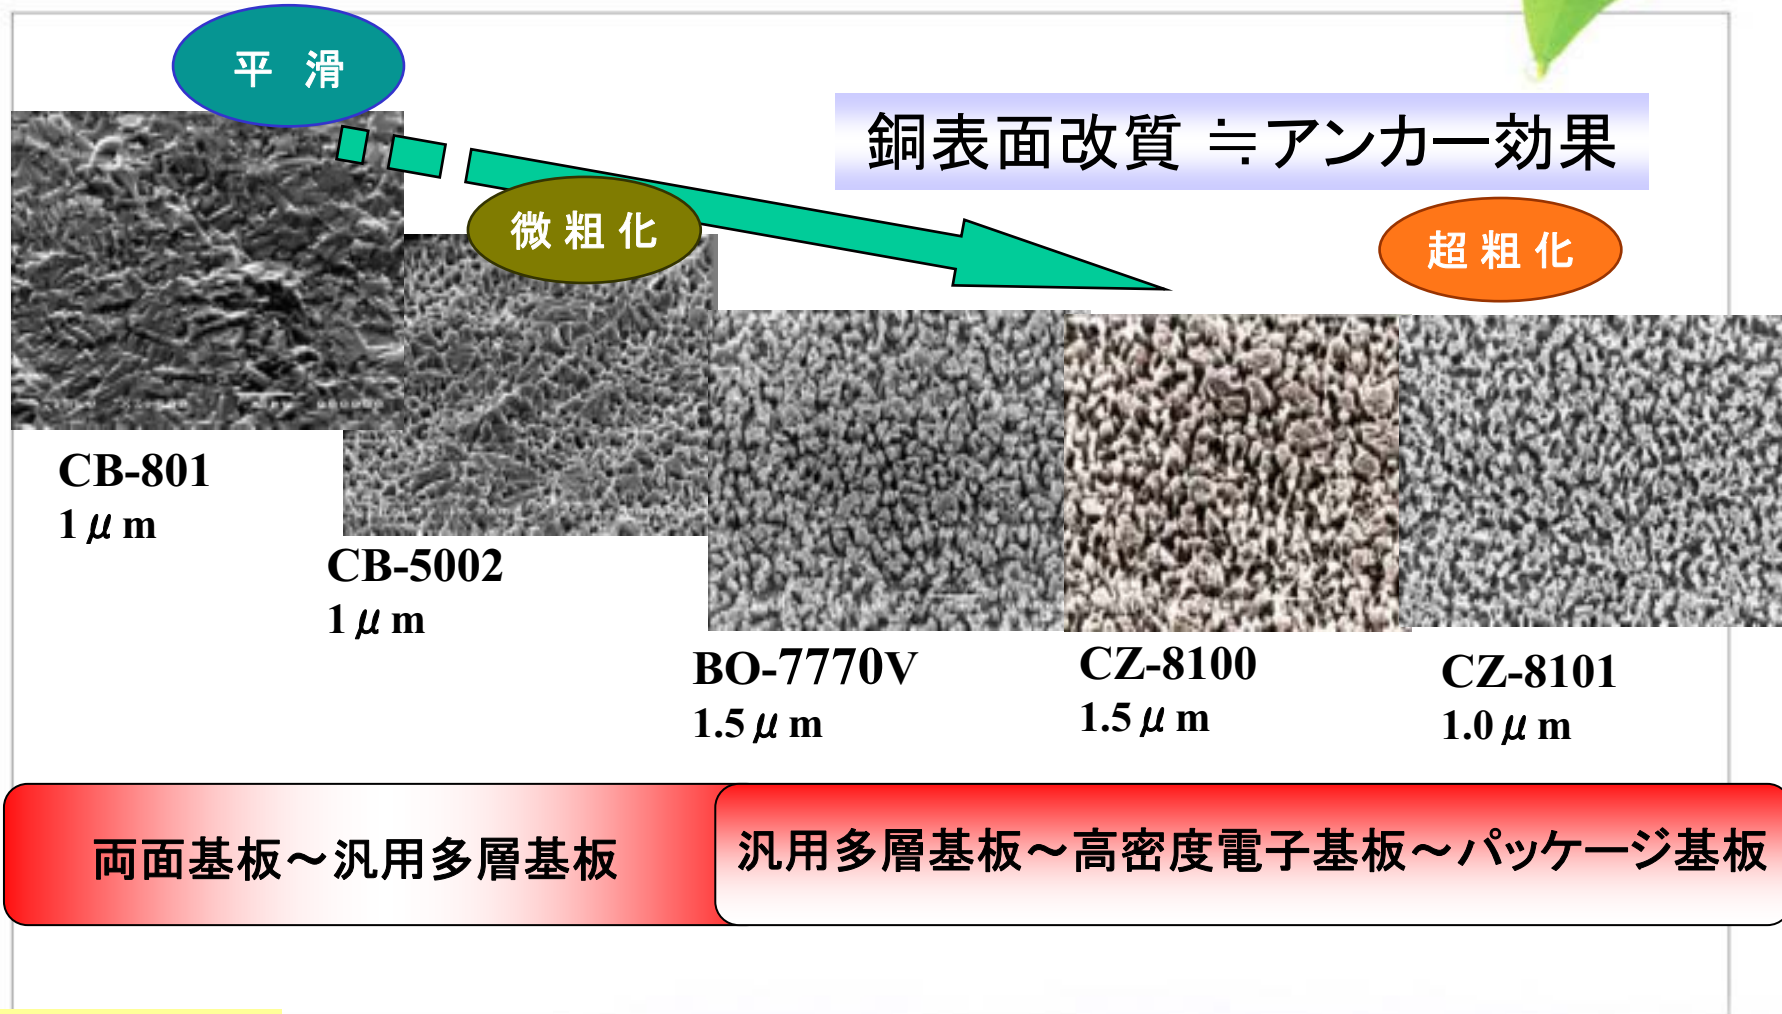 平 滑
銅表面改質 ≒アンカー効果
微 粗 化
超 粗 化
CB-801
1μm
CB-5002
1μm
BO-7770V
1.5μm
CZ-8100
1.5μm
CZ-8101
1.0μm
両面基板～汎用多層基板
汎用多層基板～高密度電子基板～パッケージ基板